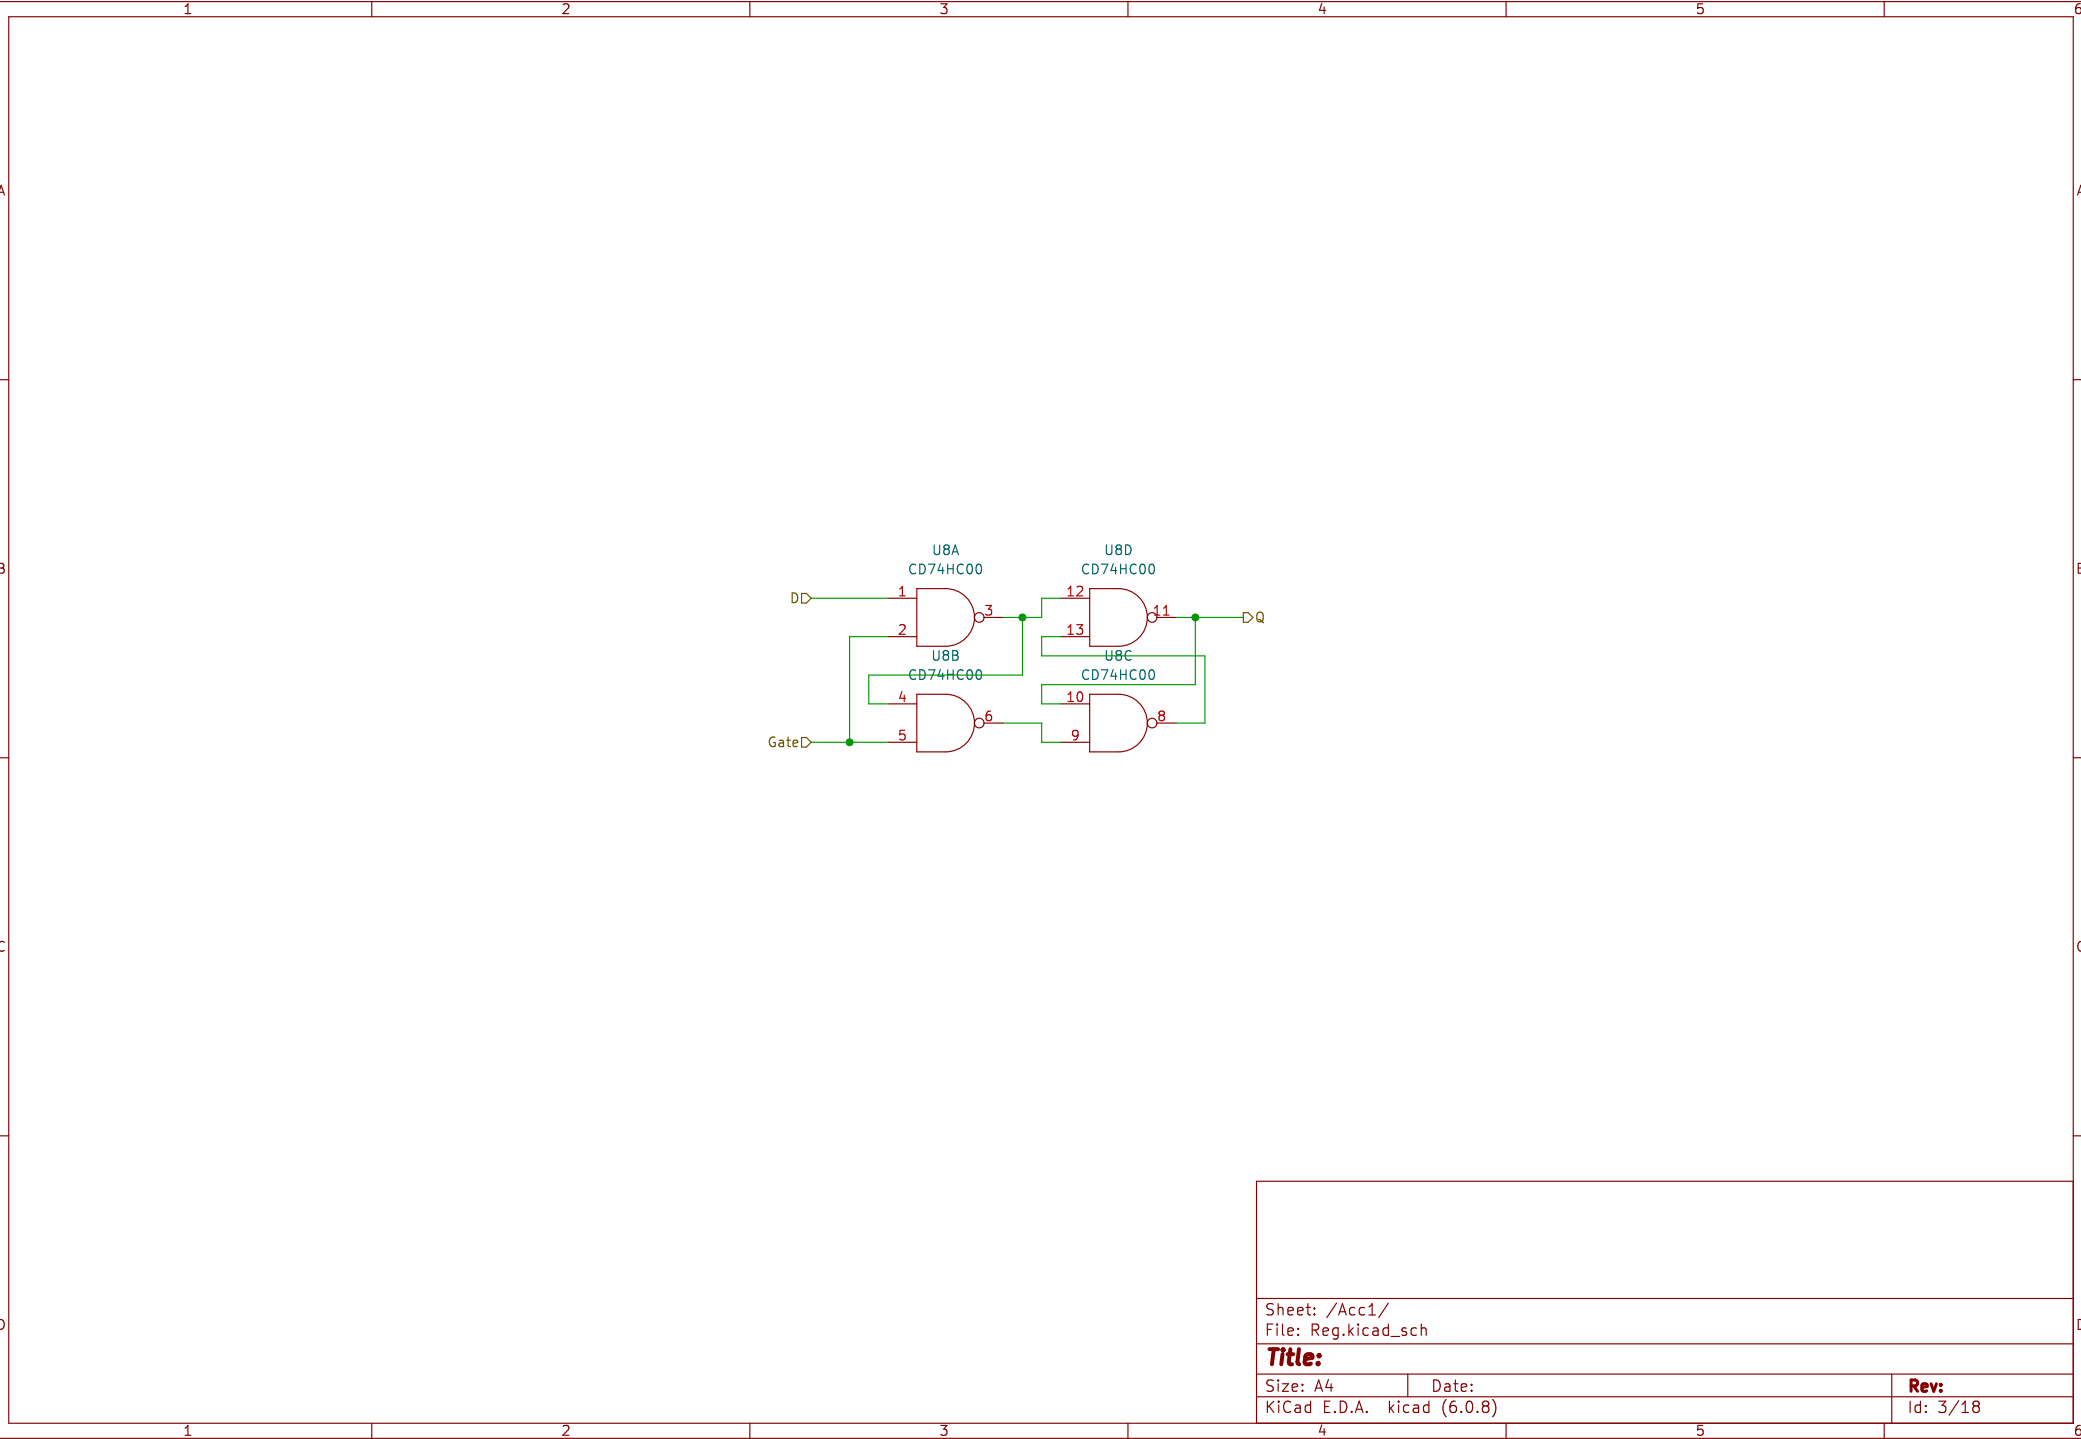 1 2 3 4 5 6
A A
U8A U8D
CD74HC00 CD74HC00
B B
D 1 3 12 11 Q
2 13
U8B U8C
CD74HC00 CD74HC00
4 6 10 8
Gate 5 9
C C
Sheet: /Acc1/
File: Reg.kicad_sch
D D
Title:
Size: A4 Date: Rev:
KiCad E.D.A. kicad (6.0.8) Id: 3/18
1 2 3 4 5 6